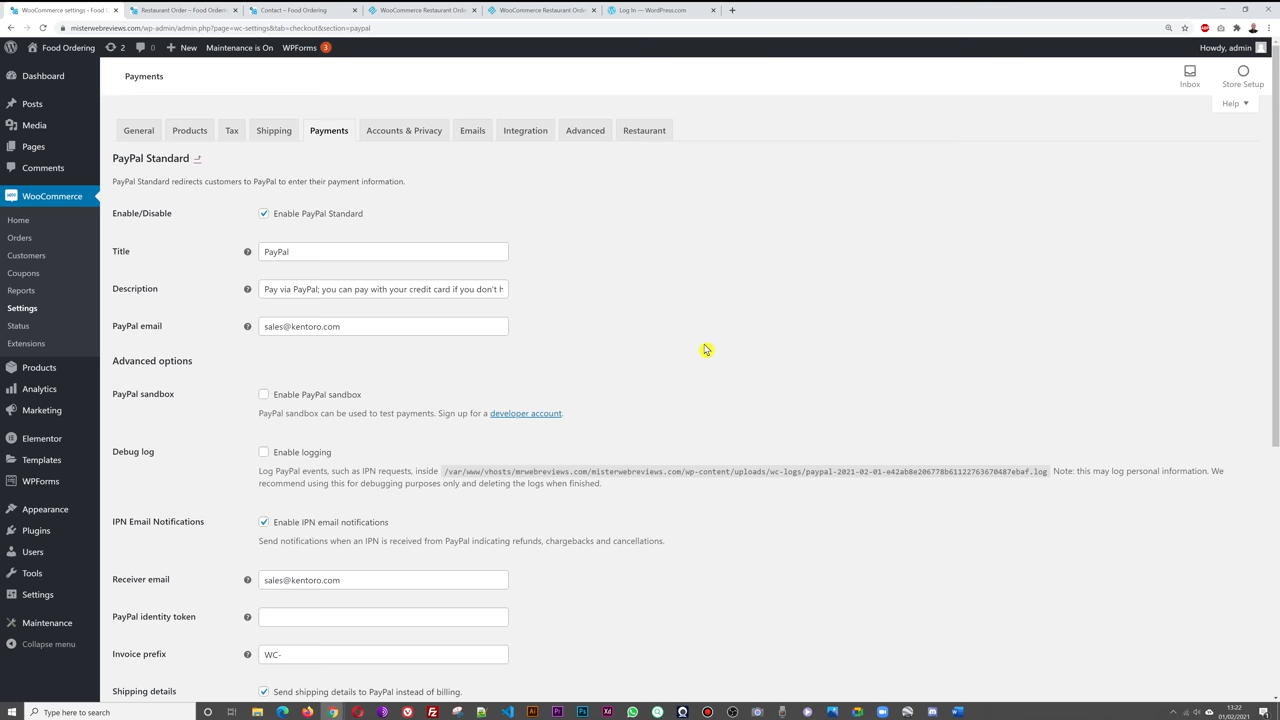 WooCommerce settings ‹ Food O
Restaurant Order – Food Orderin
Contact – Food Ordering
WooCommerce Restaurant Orde
WooCommerce Restaurant Orde
Log In — WordPress.com
misterwebreviews.com/wp-admin/admin.php?page=wc-settings&tab=checkout&section=paypal
Food Ordering
2
0
New
Maintenance is On
WPForms
3
Howdy, admin
Dashboard
Posts
Media
Pages
Comments
WooCommerce
Home
Orders
Customers
Coupons
Reports
Settings
Status
Extensions
Products
Analytics
Marketing
Elementor
Templates
WPForms
Appearance
Plugins
Users
Tools
Settings
Maintenance
Collapse menu
Payments
Inbox
Store Setup
Help
General
Products
Tax
Shipping
Payments
Accounts & Privacy
Emails
Integration
Advanced
Restaurant
PayPal Standard
PayPal Standard redirects customers to PayPal to enter their payment information.
Enable/Disable
Enable PayPal Standard
Title
PayPal
Description
Pay via PayPal; you can pay with your credit card if you don't h
PayPal email
sales@kentoro.com
Advanced options
PayPal sandbox
Enable PayPal sandbox
PayPal sandbox can be used to test payments. Sign up for a developer account.
Debug log
Enable logging
Log PayPal events, such as IPN requests, inside /var/www/vhosts/mrwebreviews.com/misterwebreviews.com/wp-content/uploads/wc-logs/paypal-2021-02-01-e42ab8e206778b61122763670487ebaf.log Note: this may log personal information. We
recommend using this for debugging purposes only and deleting the logs when finished.
IPN Email Notifications
Enable IPN email notifications
Send notifications when an IPN is received from PayPal indicating refunds, chargebacks and cancellations.
Receiver email
sales@kentoro.com
PayPal identity token
Invoice prefix
WC-
Shipping details
Send shipping details to PayPal instead of billing.
Type here to search
13:22
01/02/2021